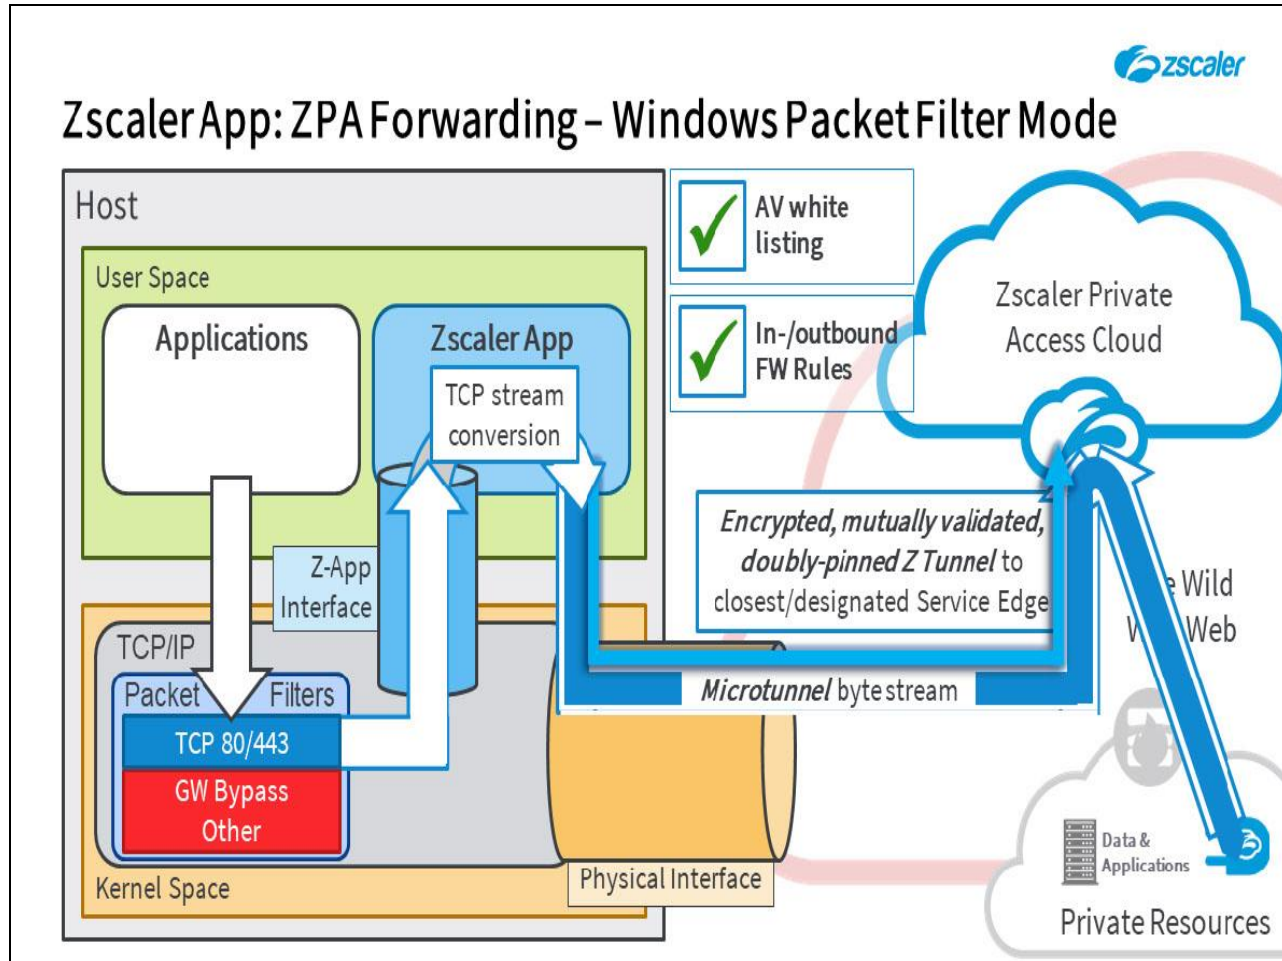 zscaler
Zscaler App: ZPA Forwarding – Windows Packet Filter Mode
Host
User Space
Applications
Zscaler App
TCP stream
conversion
Z-App
Interface
TCP/IP
Packet Filters
TCP 80/443
GW Bypass
Other
Kernel Space
Physical Interface
AV white
listing
In-/outbound
FW Rules
Encrypted, mutually validated,
doubly-pinned Z Tunnel to
closest/designated Service Edge
Microtunnel byte stream
Zscaler Private
Access Cloud
Wild
Web
Data &
Applications
Private Resources